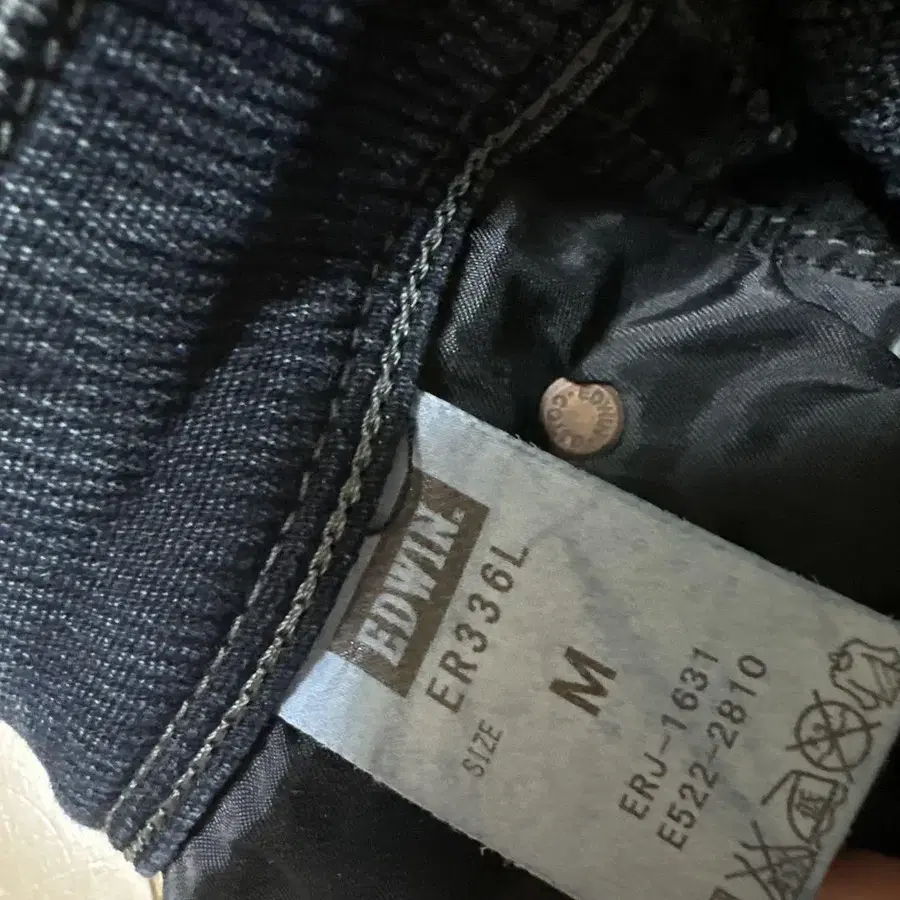 EDWIN.
ER336L
SIZE M
ERJ-1631
E522-2810